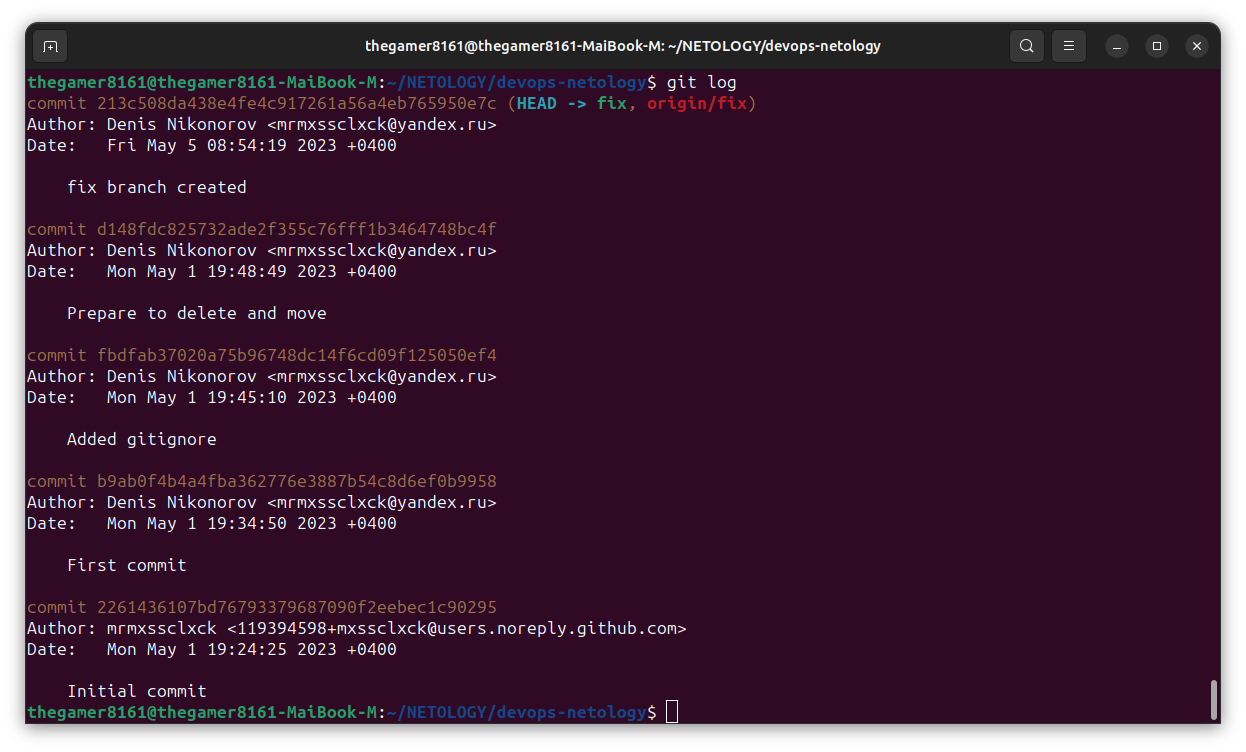 thegamer8161@thegamer8161-MaiBook-M: ~/NETOLOGY/devops-netology
thegamer8161@thegamer8161-MaiBook-M:~/NETOLOGY/devops-netology$ git log
commit 213c508da438e4fe4c917261a56a4eb765950e7c (HEAD -> fix, origin/fix)
Author: Denis Nikonorov <mrmxssclxck@yandex.ru>
Date:   Fri May 5 08:54:19 2023 +0400

    fix branch created

commit d148fdc825732ade2f355c76fff1b3464748bc4f
Author: Denis Nikonorov <mrmxssclxck@yandex.ru>
Date:   Mon May 1 19:48:49 2023 +0400

    Prepare to delete and move

commit fbdfab37020a75b96748dc14f6cd09f125050ef4
Author: Denis Nikonorov <mrmxssclxck@yandex.ru>
Date:   Mon May 1 19:45:10 2023 +0400

    Added gitignore

commit b9ab0f4b4a4fba362776e3887b54c8d6ef0b9958
Author: Denis Nikonorov <mrmxssclxck@yandex.ru>
Date:   Mon May 1 19:34:50 2023 +0400

    First commit

commit 2261436107bd76793379687090f2eebec1c90295
Author: mrmxssclxck <119394598+mxssclxck@users.noreply.github.com>
Date:   Mon May 1 19:24:25 2023 +0400

    Initial commit
thegamer8161@thegamer8161-MaiBook-M:~/NETOLOGY/devops-netology$